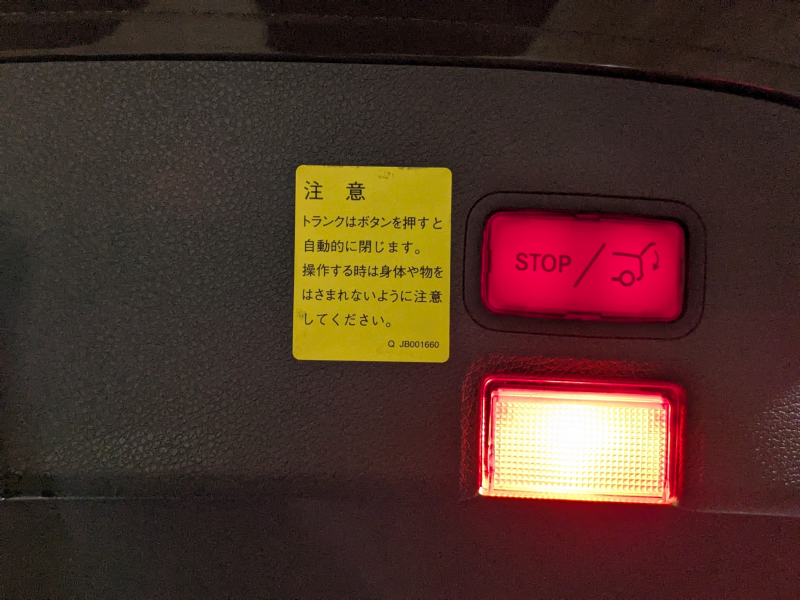 注 意
トランクはボタンを押すと
自動的に閉じます。
操作する時は身体や物を
はさまれないように注意
してください。
Q JB001660
STOP